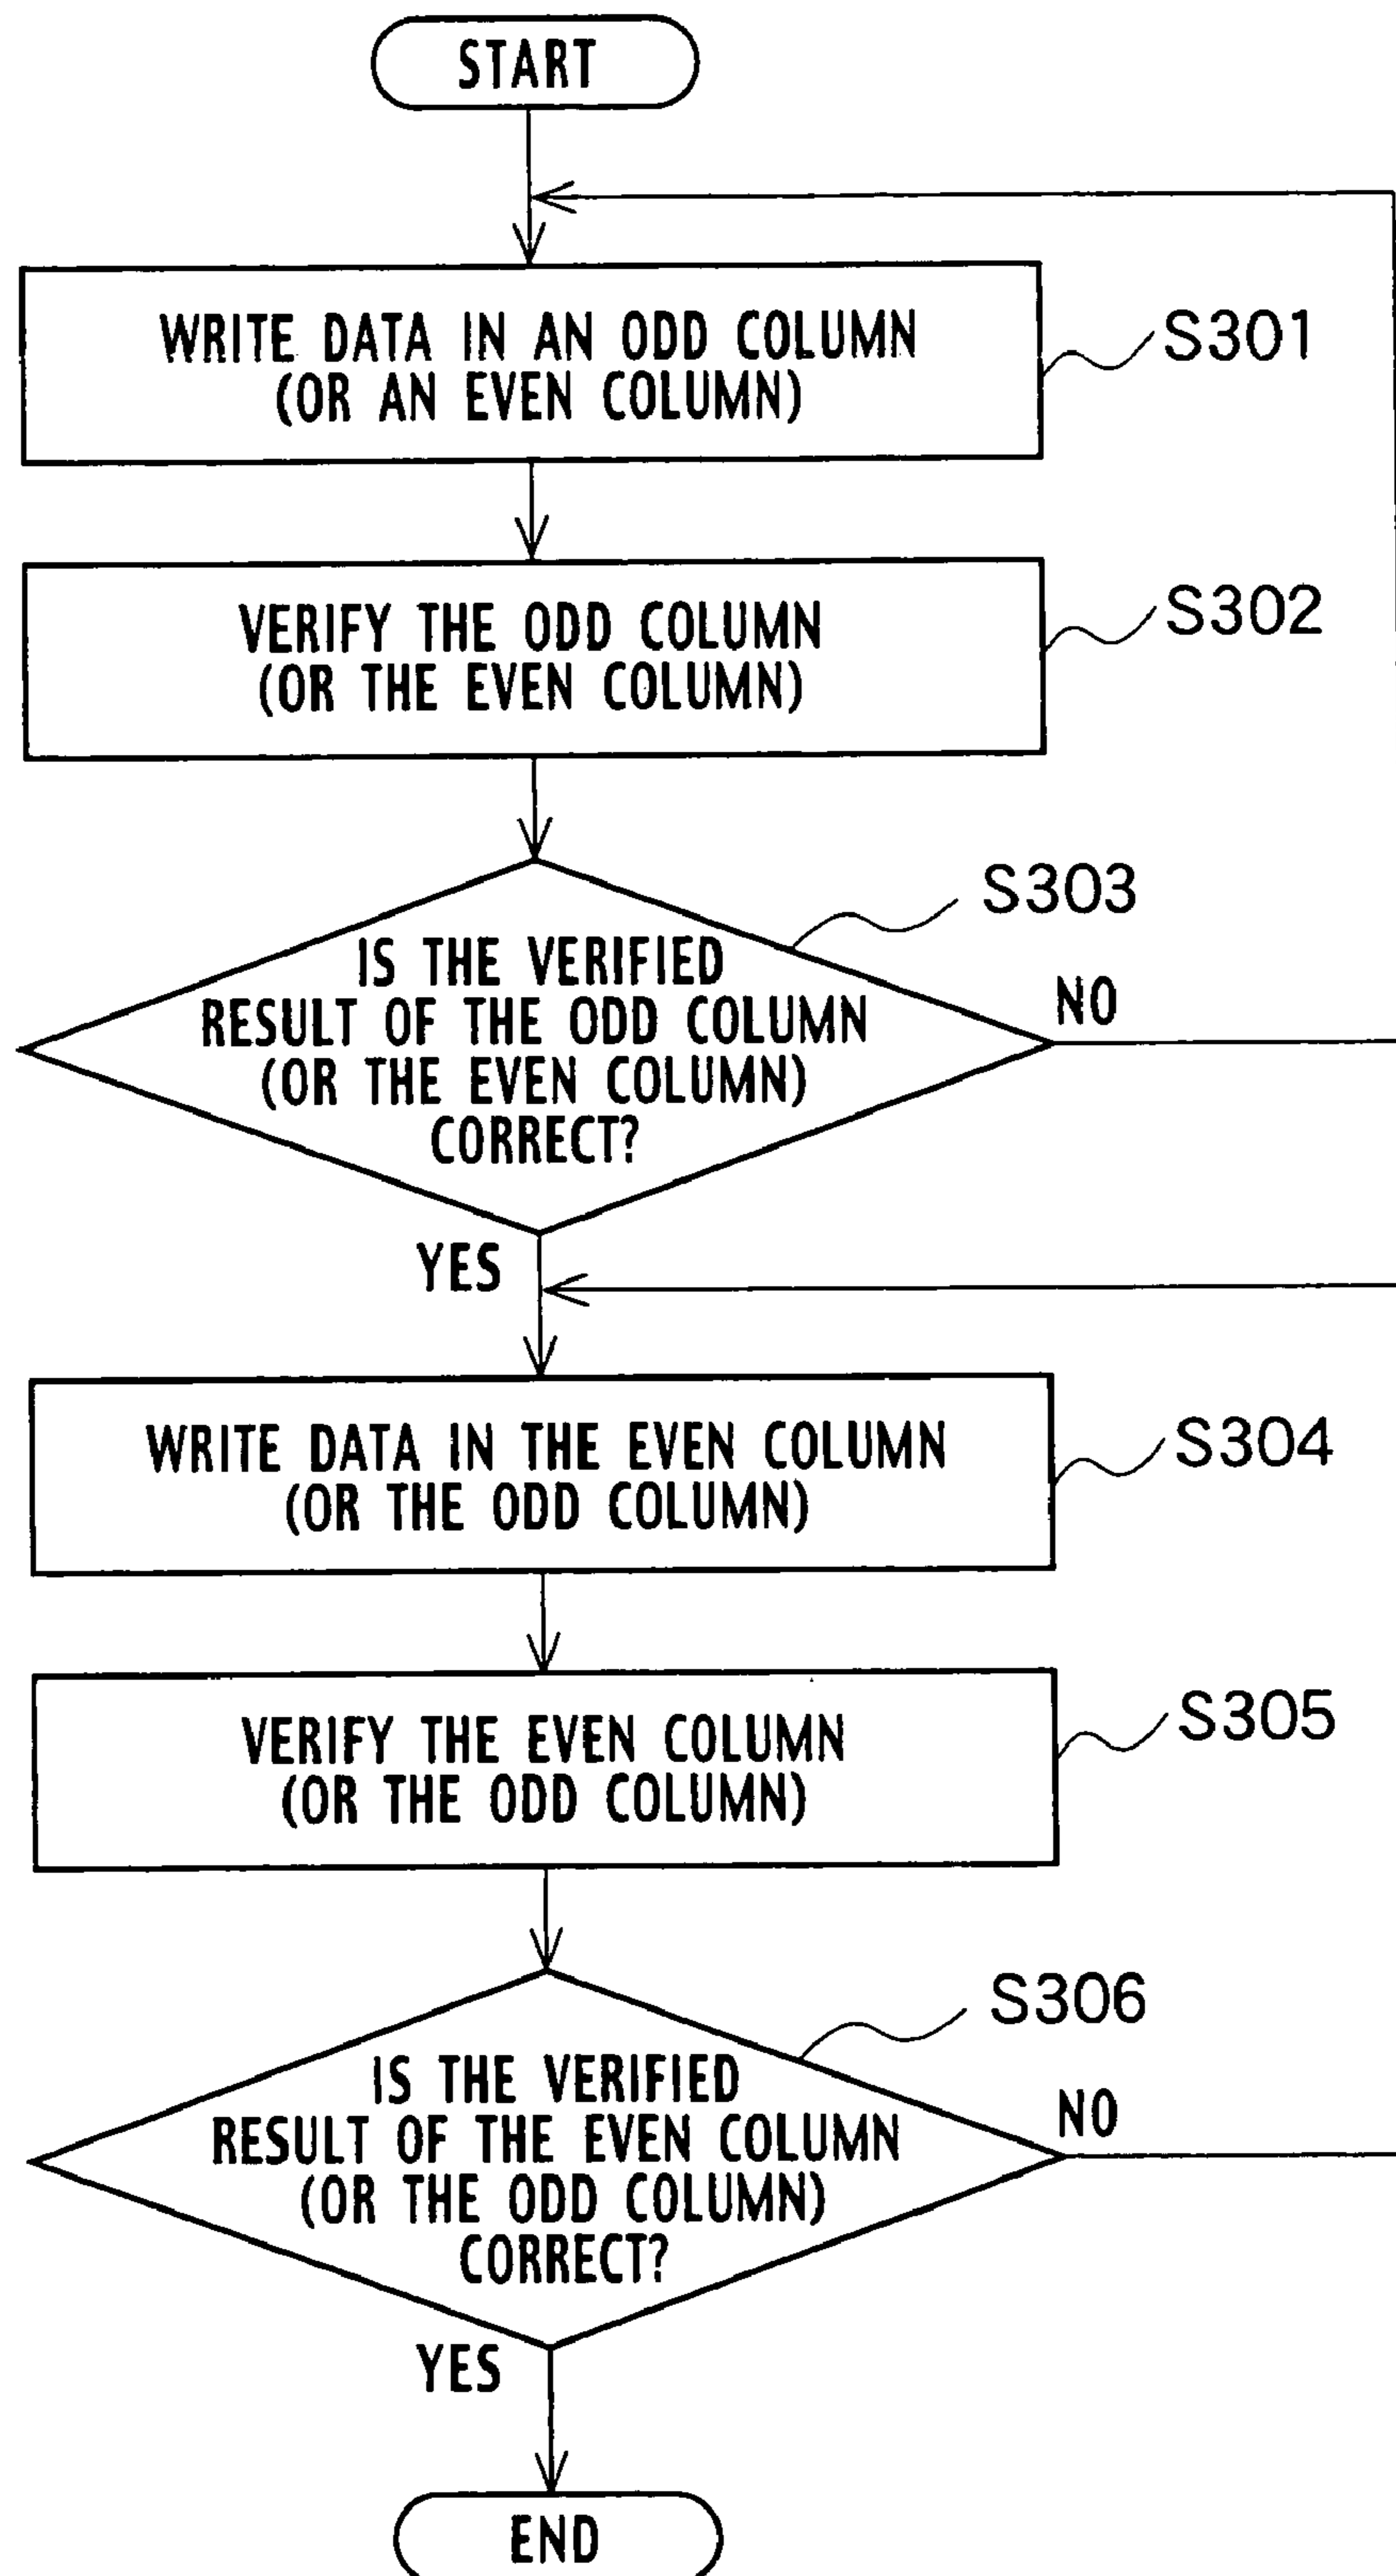 START
WRITE DATA IN AN ODD COLUMN
(OR AN EVEN COLUMN)
S301
VERIFY THE ODD COLUMN
(OR THE EVEN COLUMN)
S302
S303
IS THE VERIFIED
RESULT OF THE ODD COLUMN
(OR THE EVEN COLUMN)
CORRECT?
NO
YES
WRITE DATA IN THE EVEN COLUMN
(OR THE ODD COLUMN)
S304
VERIFY THE EVEN COLUMN
(OR THE ODD COLUMN)
S305
S306
IS THE VERIFIED
RESULT OF THE EVEN COLUMN
(OR THE ODD COLUMN)
CORRECT?
NO
YES
END